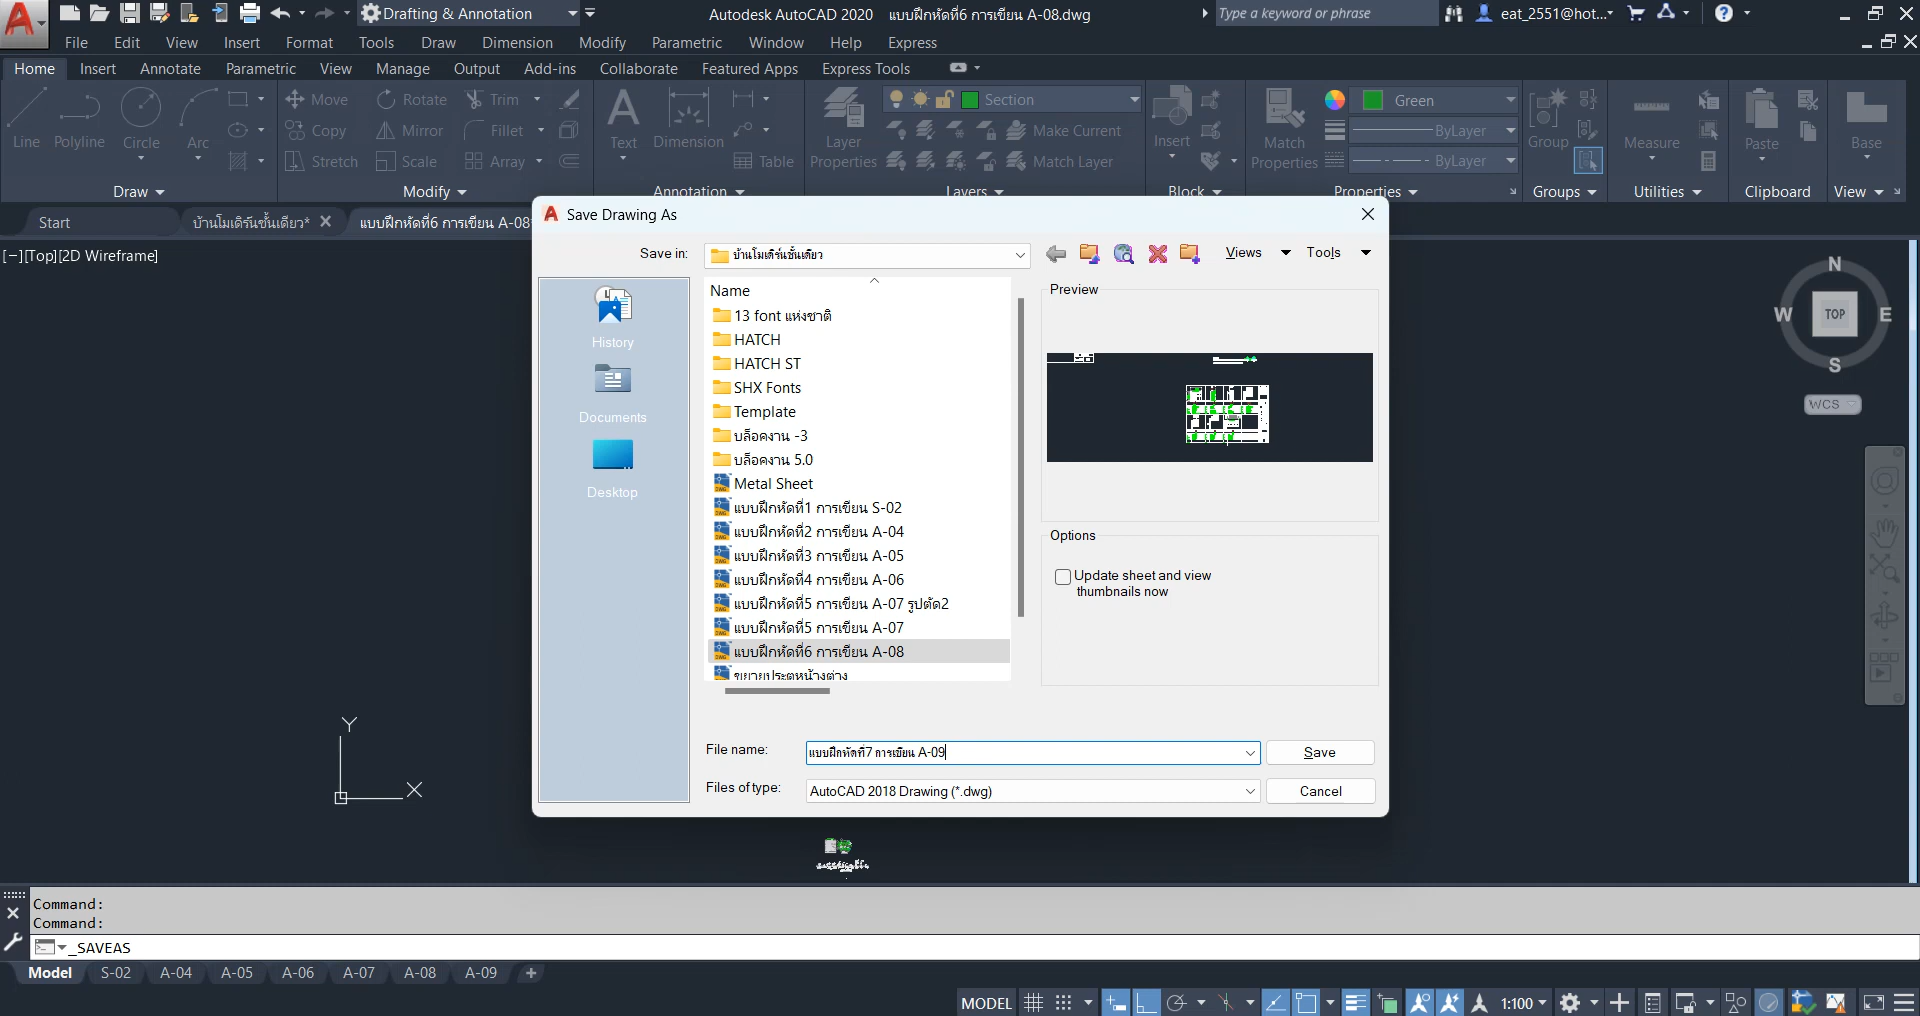 Drafting & Annotation
Autodesk AutoCAD 2020 แบบฝึกหัดที่6 การเขียน A-08.dwg
Type a keyword or phrase
eat_2551@hot...
File Edit View Insert Format Tools Draw Dimension Modify Parametric Window Help Express
Home Insert Annotate Parametric View Manage Output Add-ins Collaborate Featured Apps Express Tools
Line Polyline Circle Arc
Move Rotate Trim
Copy Mirror Fillet
Stretch Scale Array
Text Dimension Table
Layer Properties
Section
Make Current
Match Layer
Insert
Match Properties
Green
ByLayer
ByLayer
Group Measure Paste Base
Draw Modify Annotation Layers Block Properties Groups Utilities Clipboard View
Start บ้านโมเดิร์นชั้นเดียว* แบบฝึกหัดที่6 การเขียน A-08
[−][Top][2D Wireframe]
Save Drawing As
Save in: บ้านโมเดิร์นชั้นเดียว Views Tools
History
Documents
Desktop
Name
13 font แห่งชาติ
HATCH
HATCH ST
SHX Fonts
Template
บล็อคงาน -3
บล็อคงาน 5.0
Metal Sheet
แบบฝึกหัดที่1 การเขียน S-02
แบบฝึกหัดที่2 การเขียน A-04
แบบฝึกหัดที่3 การเขียน A-05
แบบฝึกหัดที่4 การเขียน A-06
แบบฝึกหัดที่5 การเขียน A-07 รูปตัด2
แบบฝึกหัดที่5 การเขียน A-07
แบบฝึกหัดที่6 การเขียน A-08
ขยายประตูหน้างต่าง
Preview
Options
Update sheet and view
thumbnails now
File name: แบบฝึกหัดที่7 การเขียน A-09 Save
Files of type: AutoCAD 2018 Drawing (*.dwg) Cancel
N
W TOP E
S
WCS
Y
X
Command:
Command:
_SAVEAS
Model S-02 A-04 A-05 A-06 A-07 A-08 A-09
MODEL 1:100